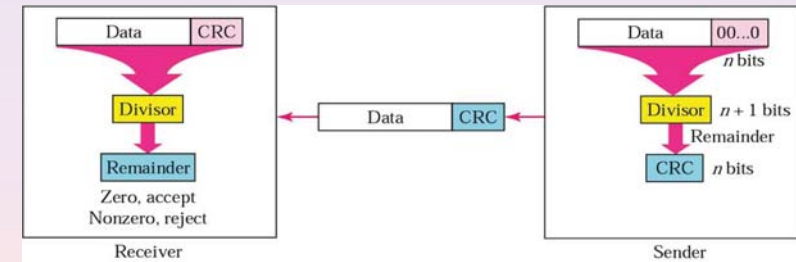 Data CRC
Divisor
Remainder
Zero, accept
Nonzero, reject
Receiver
Data CRC
Data 00...0
n bits
Divisor n + 1 bits
Remainder
CRC n bits
Sender